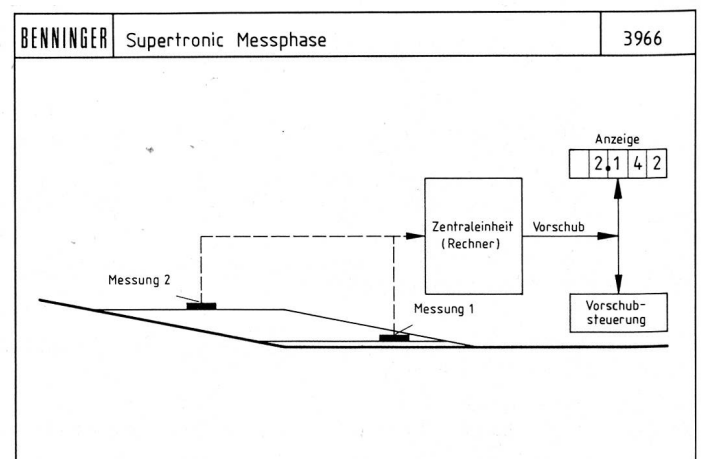 BENNINGER
Supertronic Messphase
3966
Anzeige
2.142
Zentraleinheit
(Rechner)
Vorschub
Messung 2
Messung 1
Vorschub-
steuerung